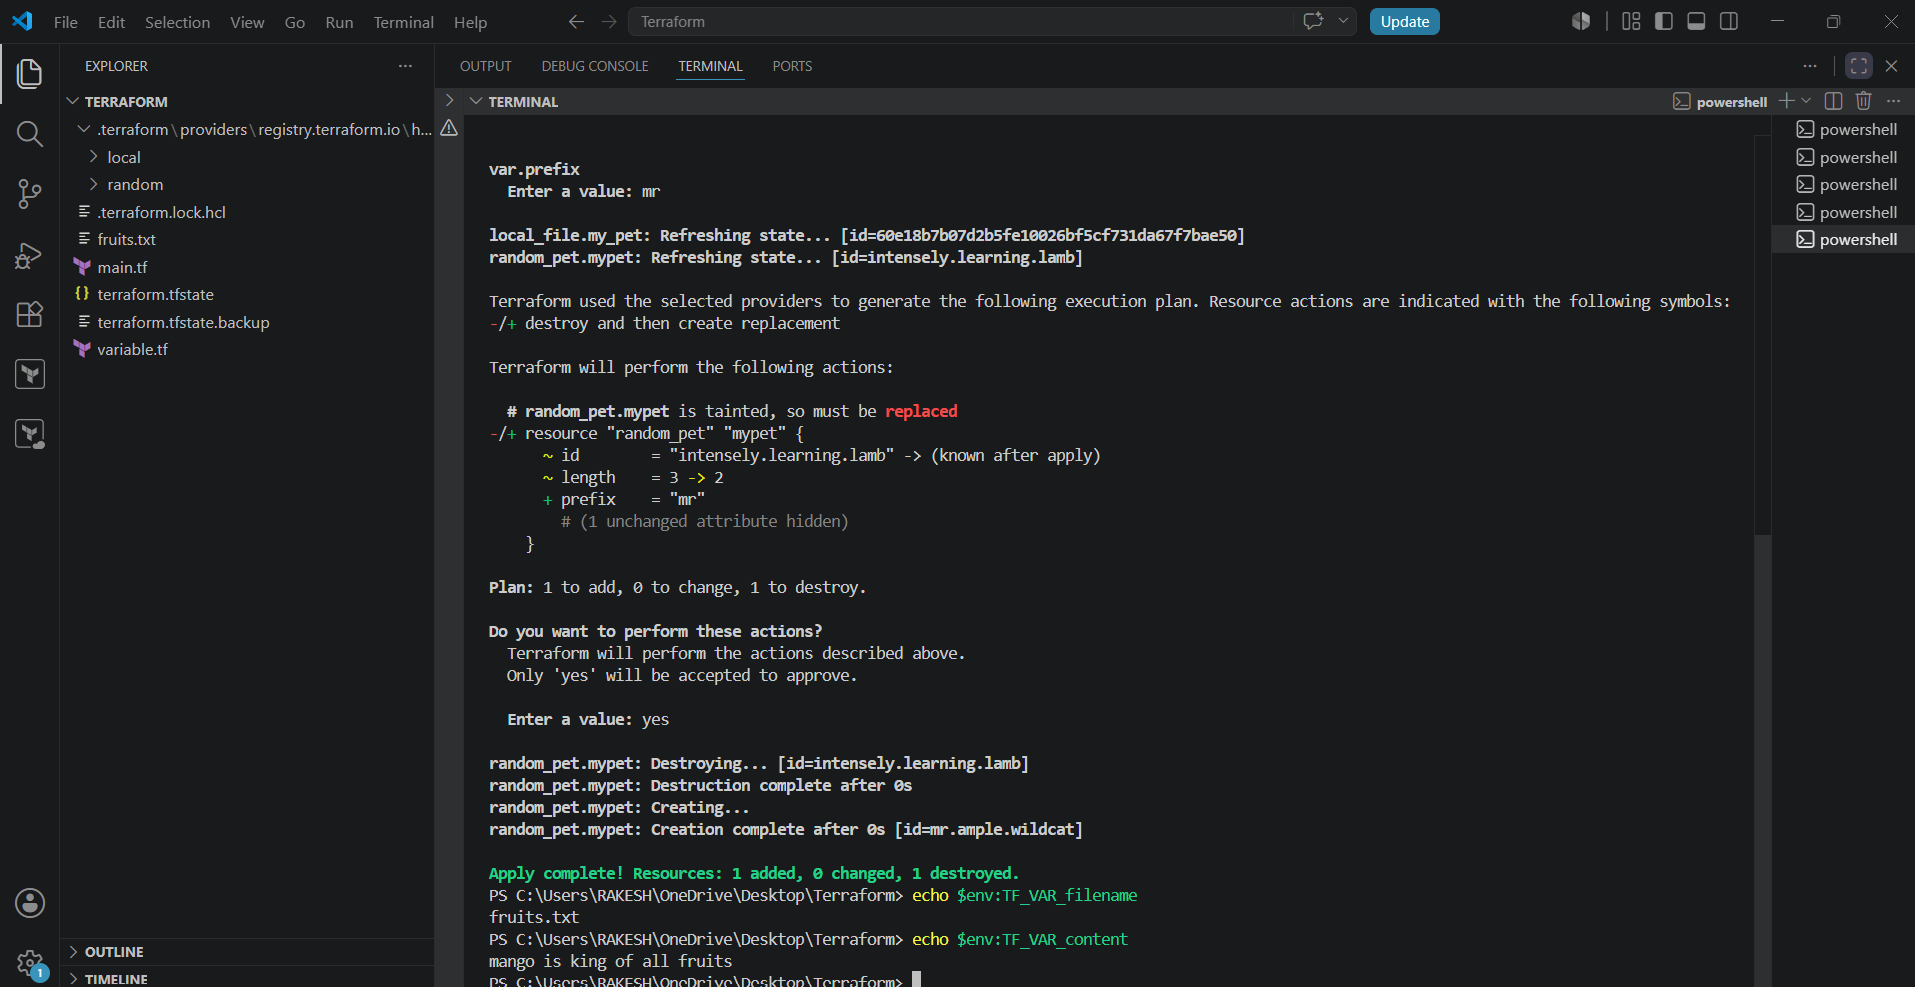 File Edit Selection View Go Run Terminal Help
Terraform
Update
EXPLORER
TERRAFORM
.terraform\providers\registry.terraform.io\h...
local
random
.terraform.lock.hcl
fruits.txt
main.tf
terraform.tfstate
terraform.tfstate.backup
variable.tf
OUTLINE
TIMELINE
1
OUTPUT DEBUG CONSOLE TERMINAL PORTS
TERMINAL
powershell
powershell
powershell
powershell
powershell
powershell
var.prefix
  Enter a value: mr
local_file.my_pet: Refreshing state... [id=60e18b7b07d2b5fe10026bf5cf731da67f7bae50]
random_pet.mypet: Refreshing state... [id=intensely.learning.lamb]
Terraform used the selected providers to generate the following execution plan. Resource actions are indicated with the following symbols:
-/+ destroy and then create replacement
Terraform will perform the following actions:
  # random_pet.mypet is tainted, so must be replaced
-/+ resource "random_pet" "mypet" {
      ~ id        = "intensely.learning.lamb" -> (known after apply)
      ~ length    = 3 -> 2
      + prefix    = "mr"
        # (1 unchanged attribute hidden)
    }
Plan: 1 to add, 0 to change, 1 to destroy.
Do you want to perform these actions?
  Terraform will perform the actions described above.
  Only 'yes' will be accepted to approve.
  Enter a value: yes
random_pet.mypet: Destroying... [id=intensely.learning.lamb]
random_pet.mypet: Destruction complete after 0s
random_pet.mypet: Creating...
random_pet.mypet: Creation complete after 0s [id=mr.ample.wildcat]
Apply complete! Resources: 1 added, 0 changed, 1 destroyed.
PS C:\Users\RAKESH\OneDrive\Desktop\Terraform> echo $env:TF_VAR_filename
fruits.txt
PS C:\Users\RAKESH\OneDrive\Desktop\Terraform> echo $env:TF_VAR_content
mango is king of all fruits
PS C:\Users\RAKESH\OneDrive\Desktop\Terraform>